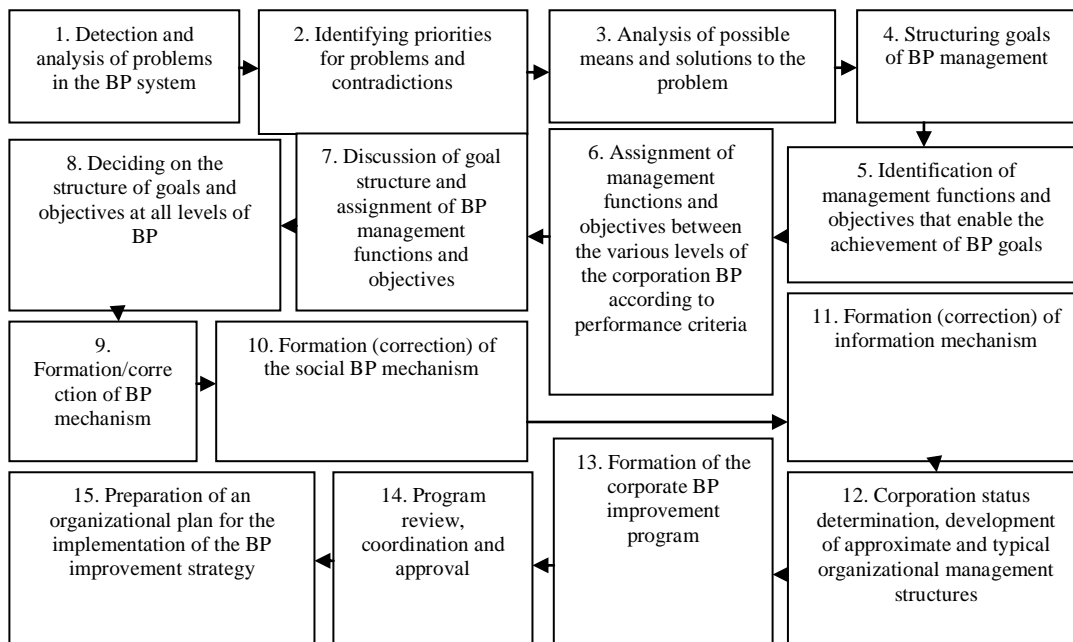 1. Detection and
analysis of problems
in the BP system
2. Identifying priorities
for problems and
contradictions
3. Analysis of possible
means and solutions to the
problem
4. Structuring goals
of BP management
5. Identification of
management functions and
objectives that enable the
achievement of BP goals
6. Assignment of
management
functions and
objectives between
the various levels of
the corporation BP
according to
performance criteria
7. Discussion of goal
structure and
assignment of BP
management
functions and
objectives
8. Deciding on the
structure of goals and
objectives at all levels of
BP
9.
Formation/corre
ction of BP
mechanism
10. Formation (correction) of
the social BP mechanism
11. Formation (correction) of
information mechanism
12. Corporation status
determination, development
of approximate and typical
organizational management
structures
13. Formation of the
corporate BP
improvement
program
14. Program
review,
coordination and
approval
15. Preparation of an
organizational plan for the
implementation of the BP
improvement strategy